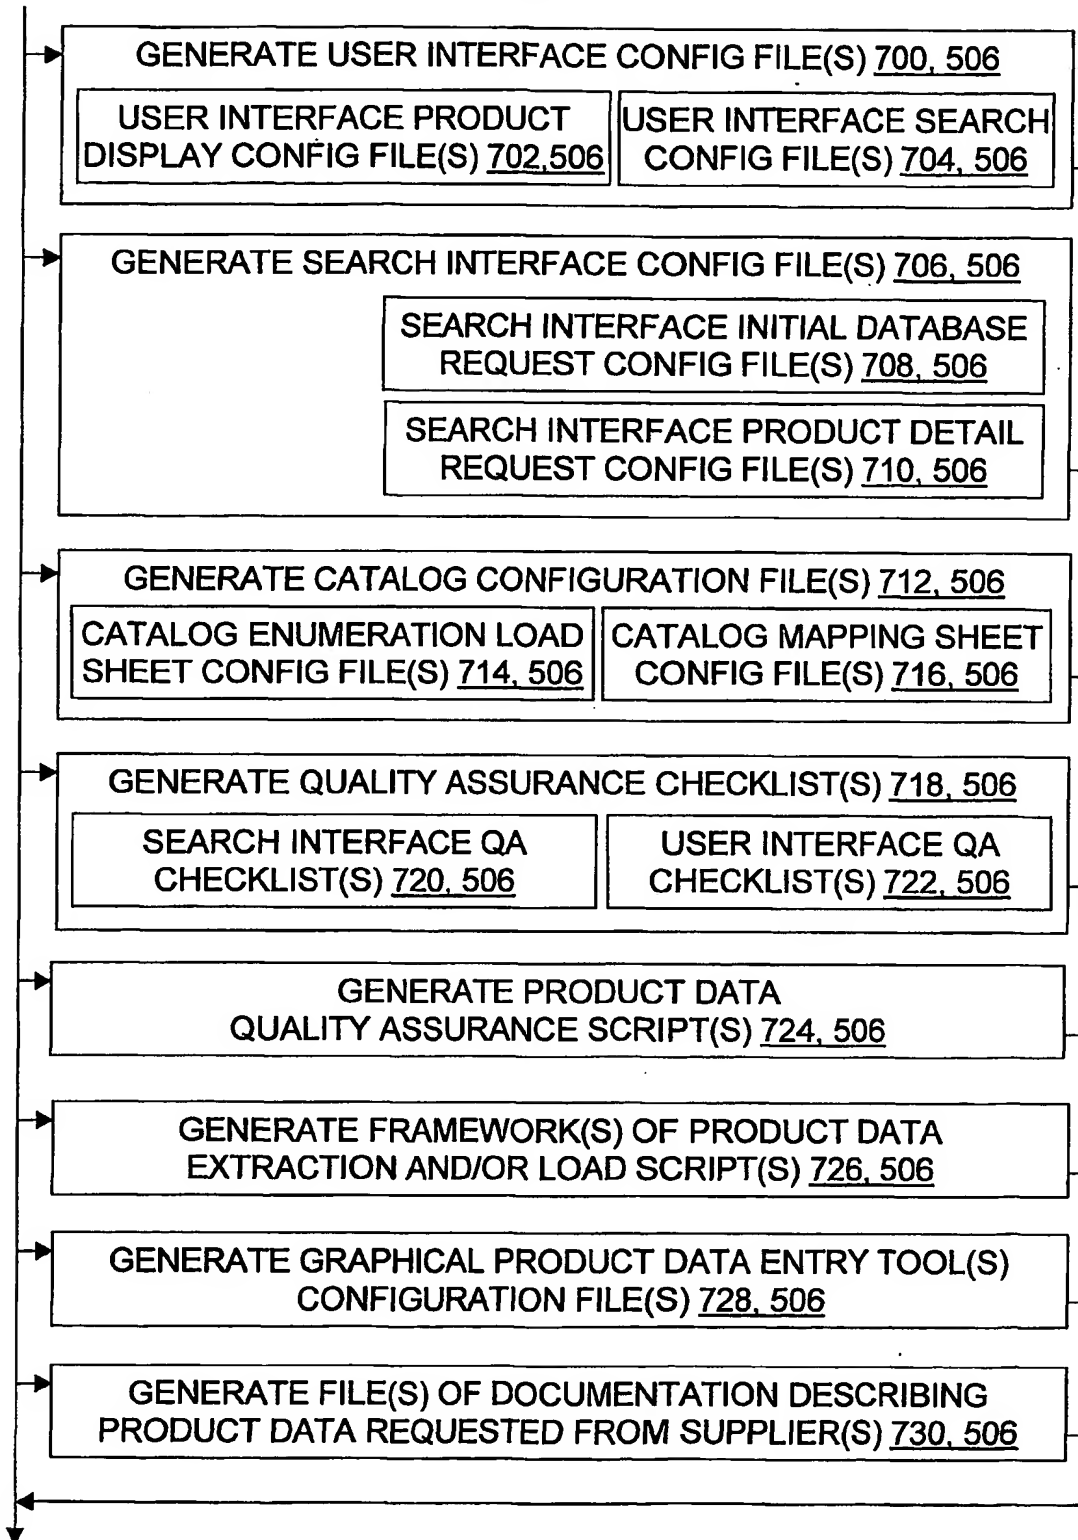 GENERATE USER INTERFACE CONFIG FILE(S) 700, 506
USER INTERFACE PRODUCT
DISPLAY CONFIG FILE(S) 702,506
USER INTERFACE SEARCH
CONFIG FILE(S) 704, 506
GENERATE SEARCH INTERFACE CONFIG FILE(S) 706, 506
SEARCH INTERFACE INITIAL DATABASE
REQUEST CONFIG FILE(S) 708, 506
SEARCH INTERFACE PRODUCT DETAIL
REQUEST CONFIG FILE(S) 710, 506
GENERATE CATALOG CONFIGURATION FILE(S) 712, 506
CATALOG ENUMERATION LOAD
SHEET CONFIG FILE(S) 714, 506
CATALOG MAPPING SHEET
CONFIG FILE(S) 716, 506
GENERATE QUALITY ASSURANCE CHECKLIST(S) 718, 506
SEARCH INTERFACE QA
CHECKLIST(S) 720, 506
USER INTERFACE QA
CHECKLIST(S) 722, 506
GENERATE PRODUCT DATA
QUALITY ASSURANCE SCRIPT(S) 724, 506
GENERATE FRAMEWORK(S) OF PRODUCT DATA
EXTRACTION AND/OR LOAD SCRIPT(S) 726, 506
GENERATE GRAPHICAL PRODUCT DATA ENTRY TOOL(S)
CONFIGURATION FILE(S) 728, 506
GENERATE FILE(S) OF DOCUMENTATION DESCRIBING
PRODUCT DATA REQUESTED FROM SUPPLIER(S) 730, 506